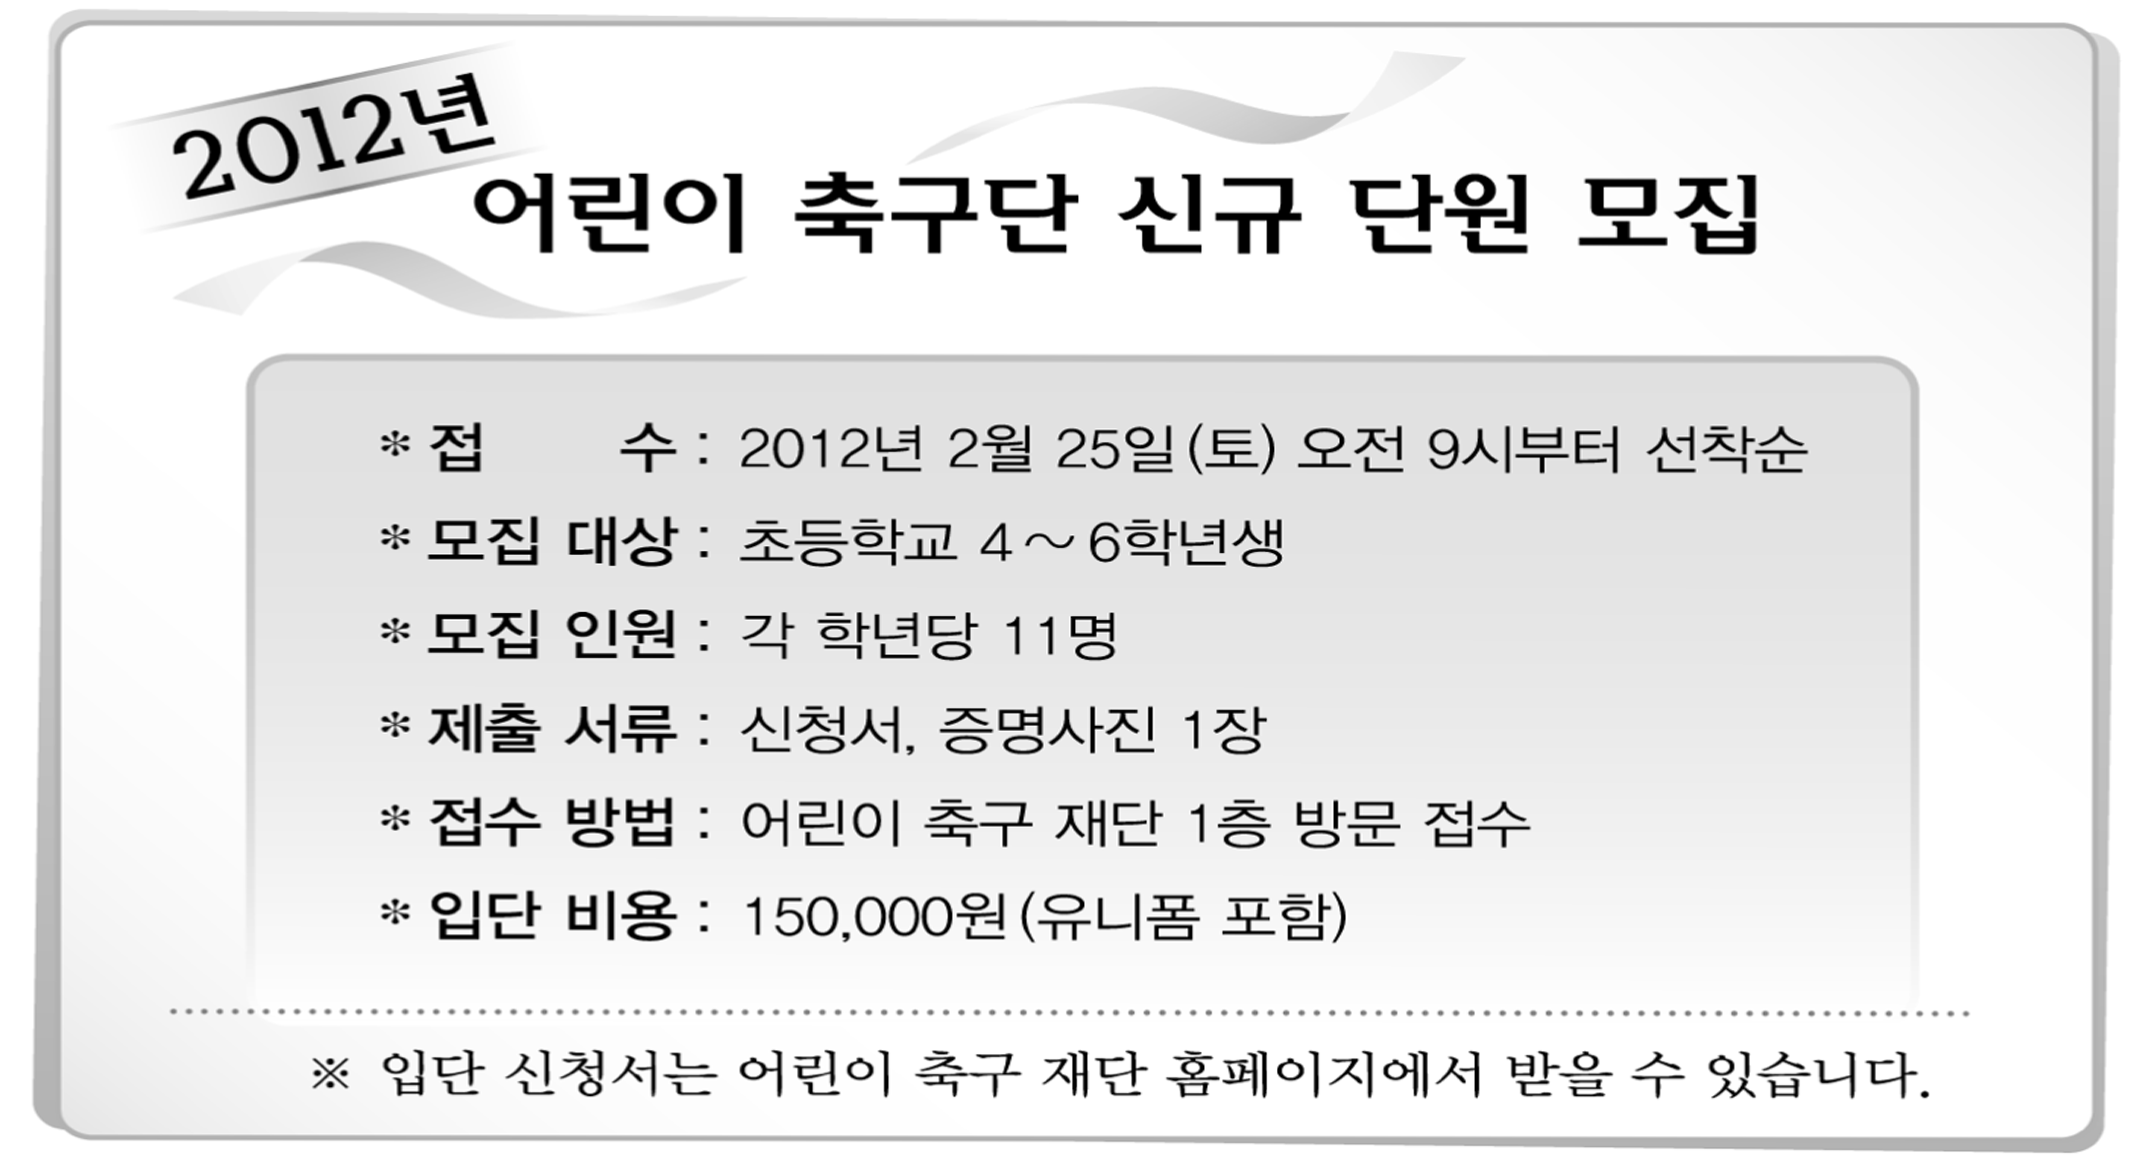 2012년
어린이 축구단 신규 단원 모집
* 접 수 : 2012년 2월 25일(토) 오전 9시부터 선착순
* 모집 대상 : 초등학교 4～6학년생
* 모집 인원 : 각 학년당 11명
* 제출 서류 : 신청서, 증명사진 1장
* 접수 방법 : 어린이 축구 재단 1층 방문 접수
* 입단 비용 : 150,000원(유니폼 포함)
※ 입단 신청서는 어린이 축구 재단 홈페이지에서 받을 수 있습니다.